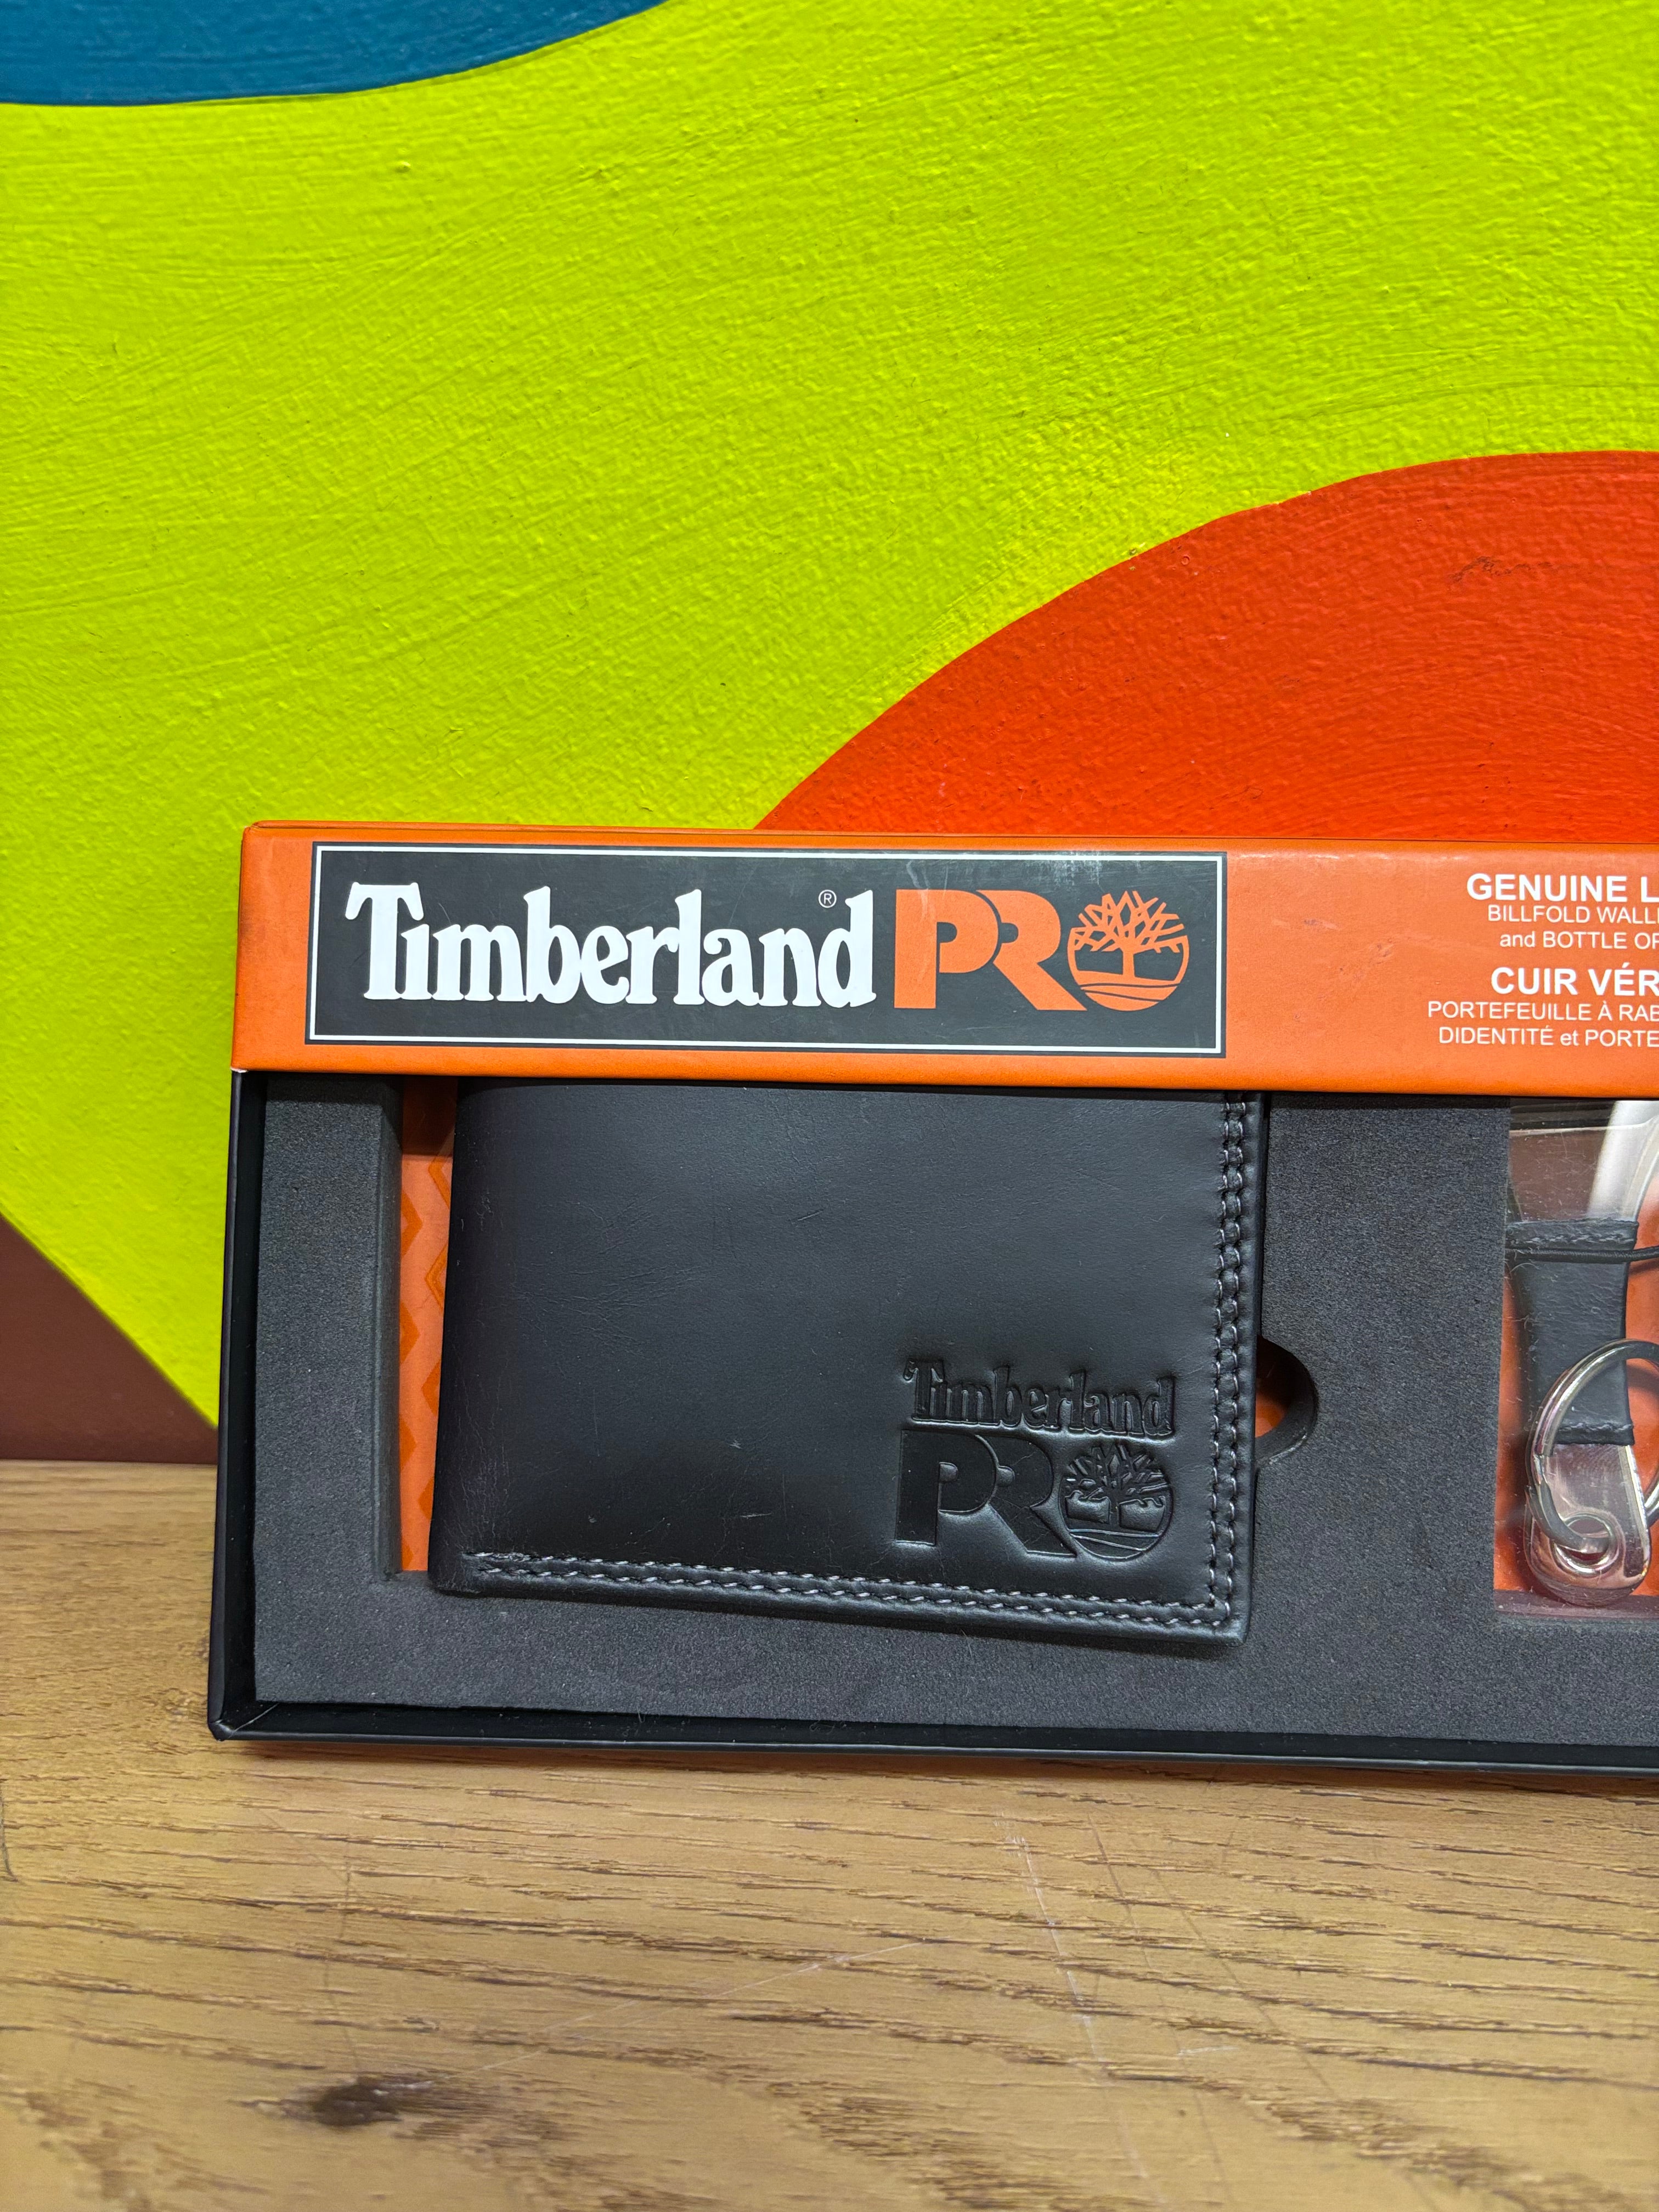 Timberland® PRO
GENUINE L
BILLFOLD WALL
and BOTTLE OP
CUIR VÉR
PORTEFEUILLE À RAB
DIDENTITÉ et PORTE
Timberland
PRO